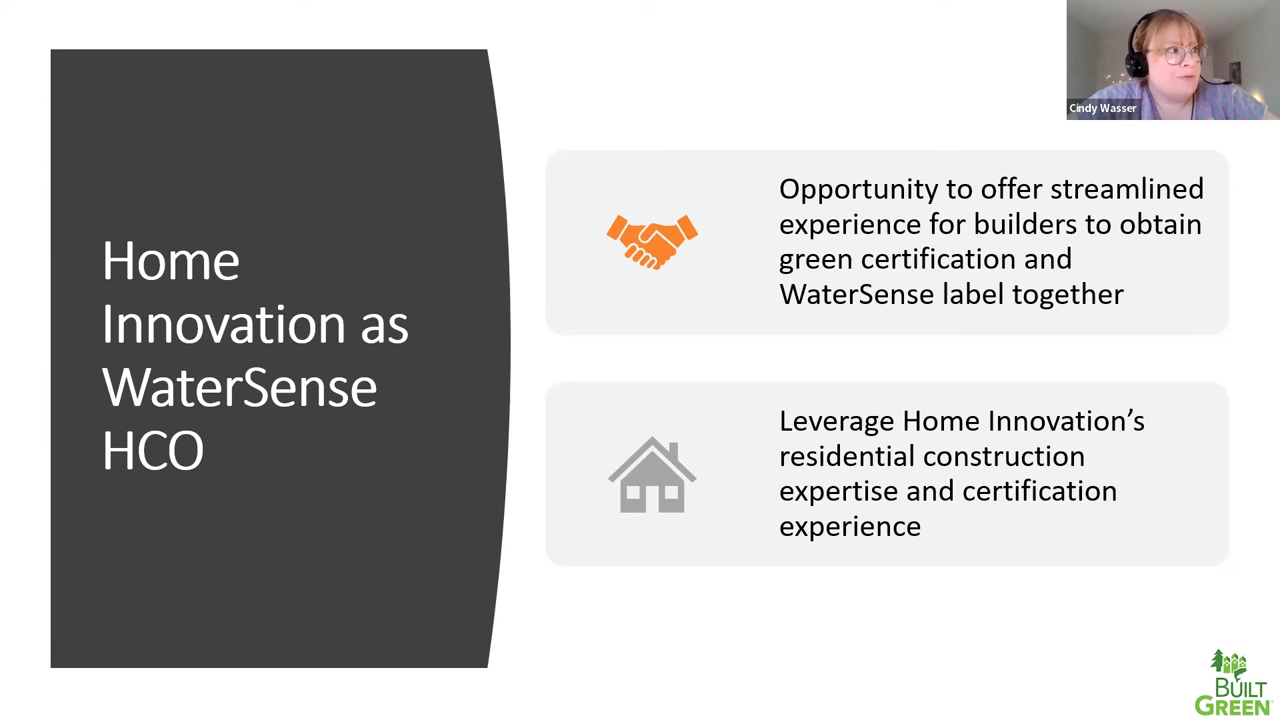 Cindy Wasser
Home
Innovation as
WaterSense
HCO
Opportunity to offer streamlined
experience for builders to obtain
green certification and
WaterSense label together
Leverage Home Innovation’s
residential construction
expertise and certification
experience
BUILT
GREEN